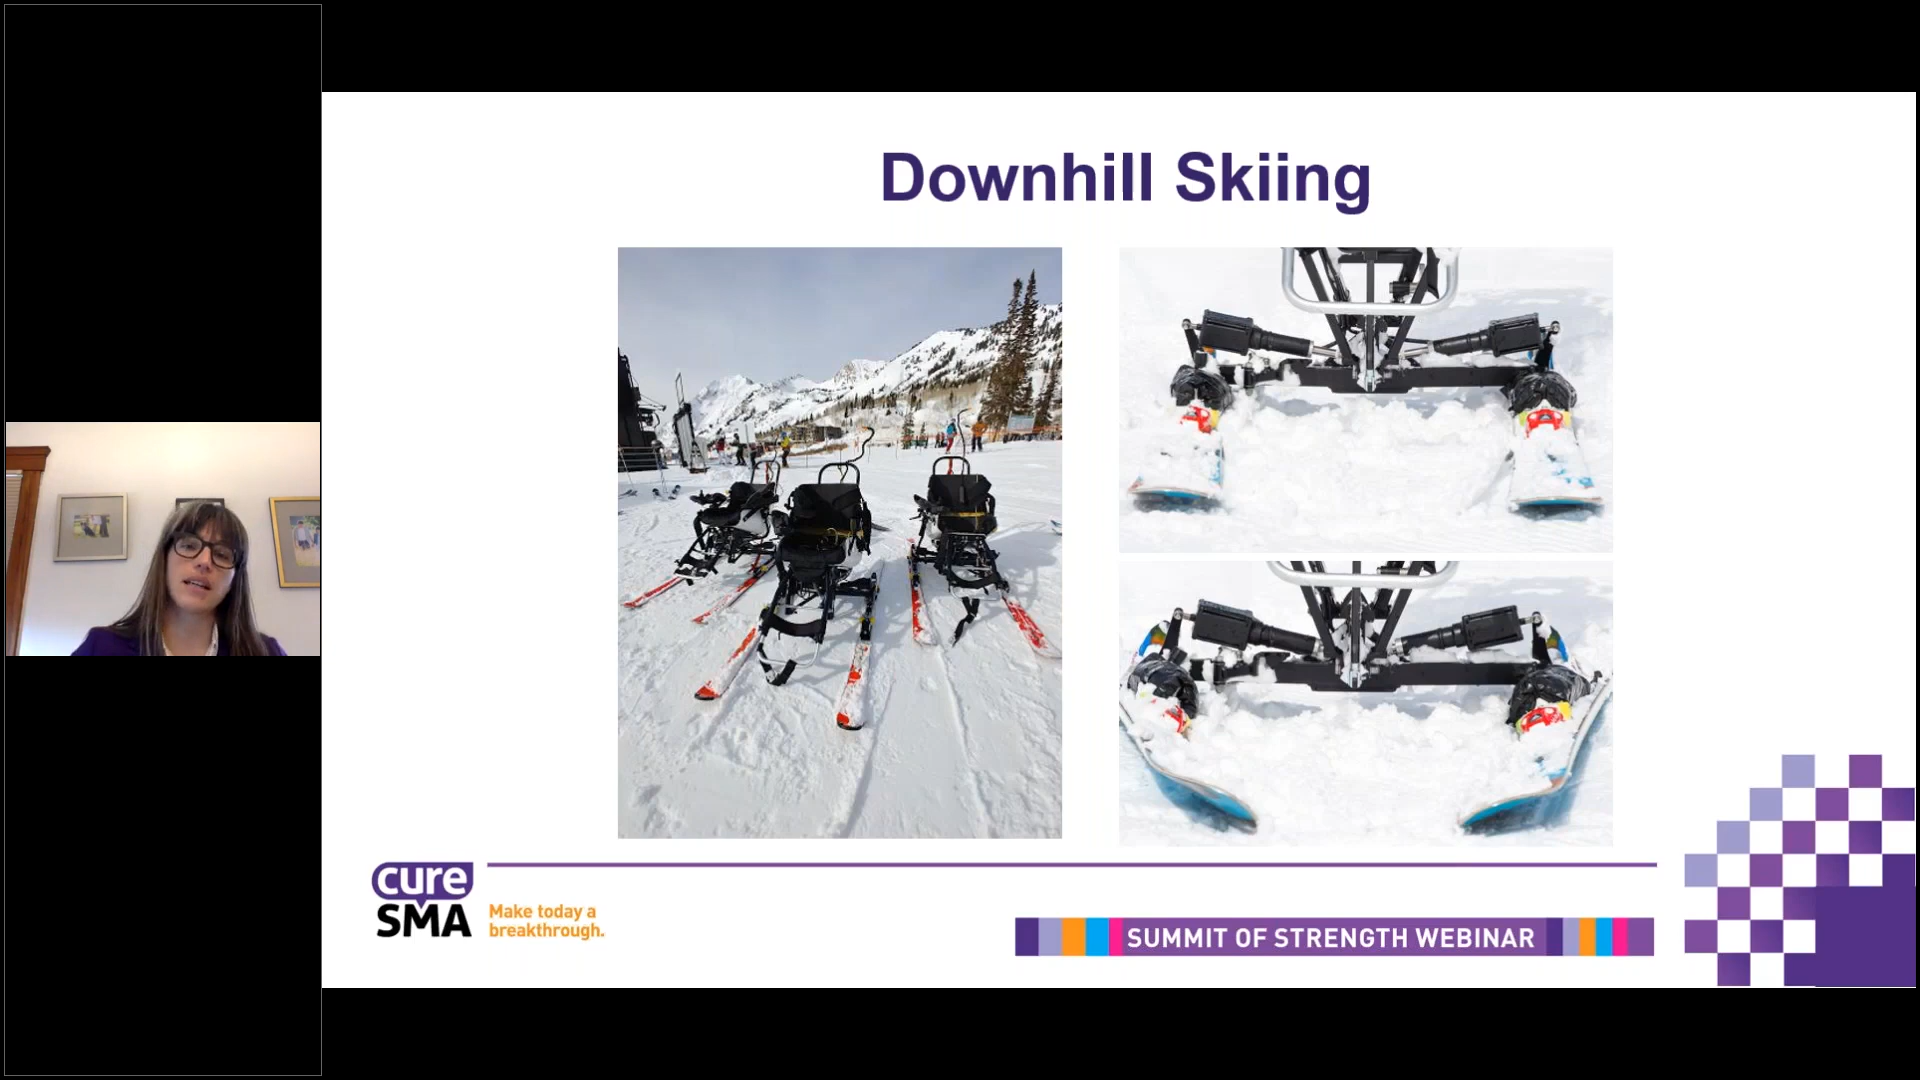 Downhill Skiing
cure
SMA
Make today a
breakthrough.
SUMMIT OF STRENGTH WEBINAR